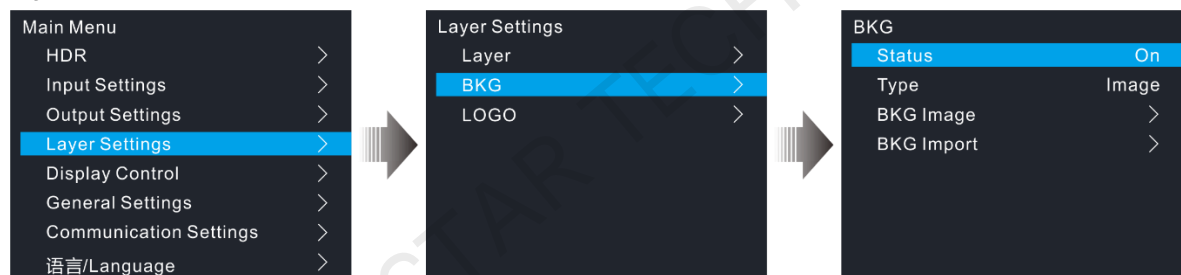 Main Menu
HDR
Input Settings
Output Settings
Layer Settings
Display Control
General Settings
Communication Settings
语言/Language
Layer Settings
Layer
BKG
LOGO
BKG
Status On
Type Image
BKG Image
BKG Import